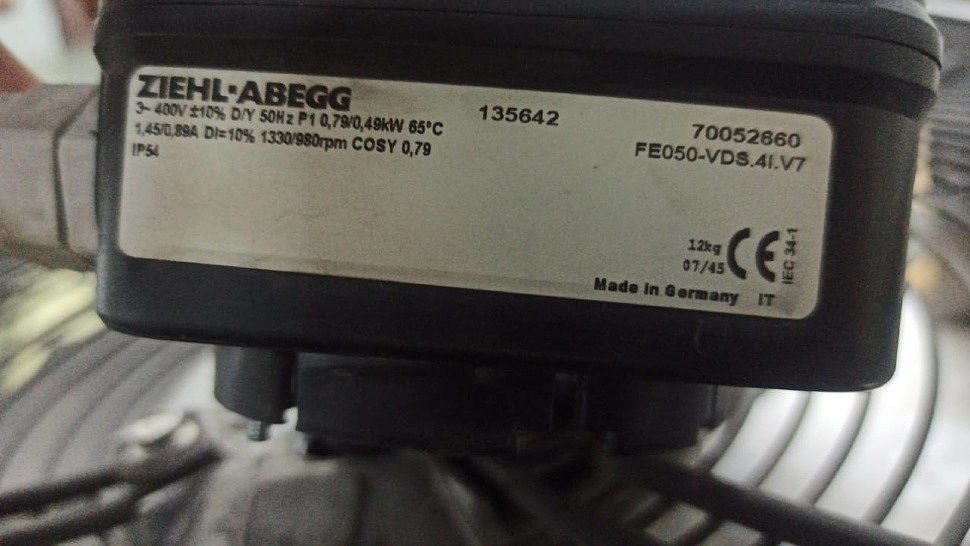 ZIEHL-ABEGG
3~ 400V ±10% D/Y 50Hz P1 0,79/0,49kW 65°C
1,45/0,89A DI=10% 1330/980rpm COSY 0,79
IP54
135642
70052660
FE050-VDS.4I.V7
12kg
07/45
CE
IEC 34-1
Made in Germany IT